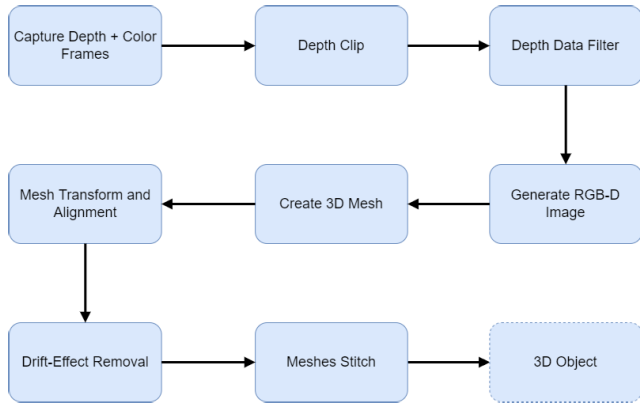 Capture Depth + Color
Frames
Depth Clip
Depth Data Filter
Generate RGB-D
Image
Create 3D Mesh
Mesh Transform and
Alignment
Drift-Effect Removal
Meshes Stitch
3D Object